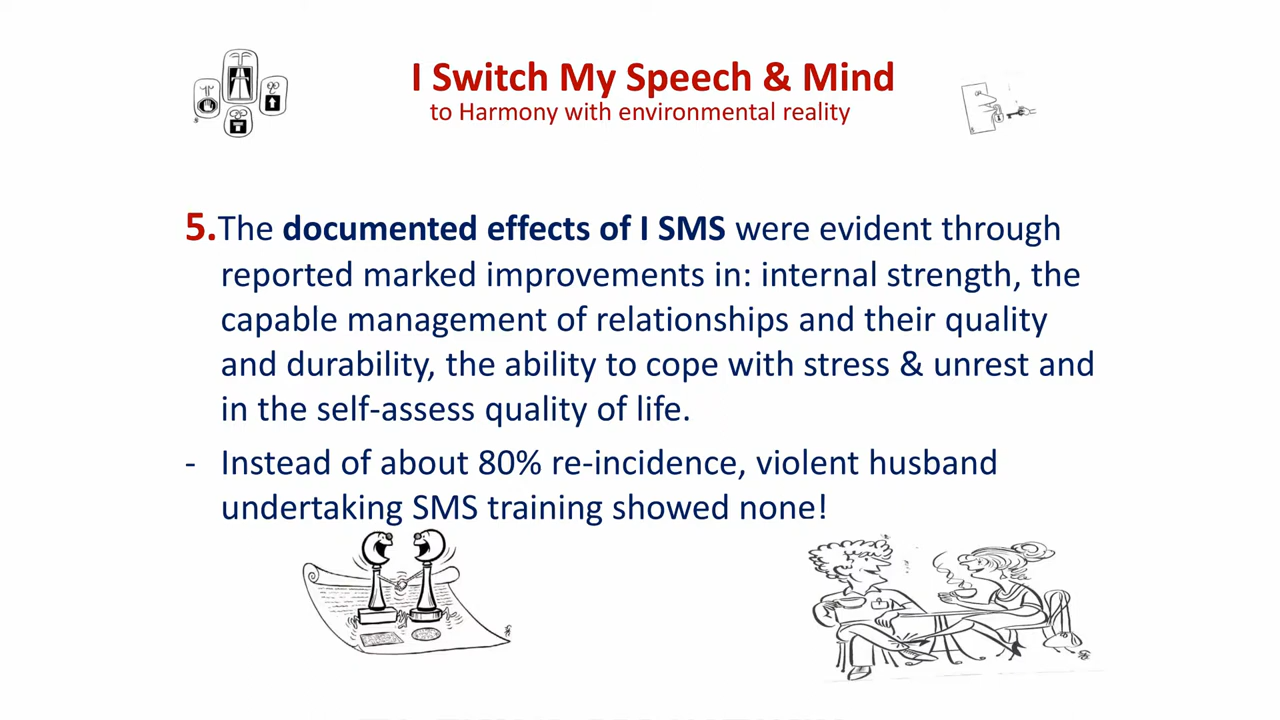 I Switch My Speech & Mind
to Harmony with environmental reality
5.The documented effects of I SMS were evident through
reported marked improvements in: internal strength, the
capable management of relationships and their quality
and durability, the ability to cope with stress & unrest and
in the self-assess quality of life.
- Instead of about 80% re-incidence, violent husband
undertaking SMS training showed none!